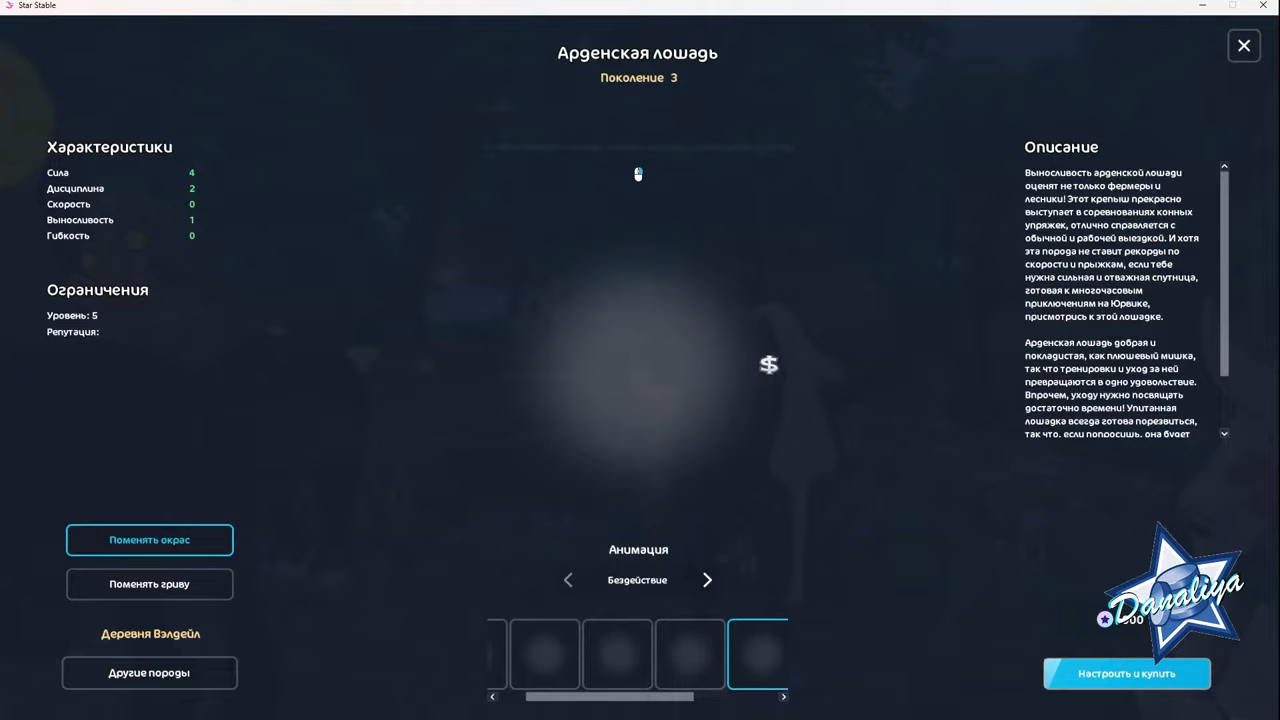 Star Stable
Арденская лошадь
Поколение 3
Характеристики
Сила 4
Дисциплина 2
Скорость 0
Выносливость 1
Гибкость 0
Ограничения
Уровень: 5
Репутация:
Описание
Выносливость арденской лошади
оценят не только фермеры и
лесники! Этот крепыш прекрасно
выступает в соревнованиях конных
упряжек, отлично справляется с
обычной и рабочей выездкой. И хотя
эта порода не ставит рекорды по
скорости и прыжкам, если тебе
нужна сильная и отважная спутница,
готовая к многочасовым
приключениям на Юрвике,
присмотрись к этой лошадке.
Арденская лошадь добрая и
покладистая, как плюшевый мишка,
так что тренировки и уход за ней
превращаются в одно удовольствие.
Впрочем, уходу нужно посвящать
достаточно времени! Упитанная
лошадка всегда готова порезвиться,
так что, если попросишь, она будет
$
Поменять окрас
Поменять гриву
Деревня Вэлдейл
Другие породы
Анимация
Бездействие
Danaliya
Настроить и купить